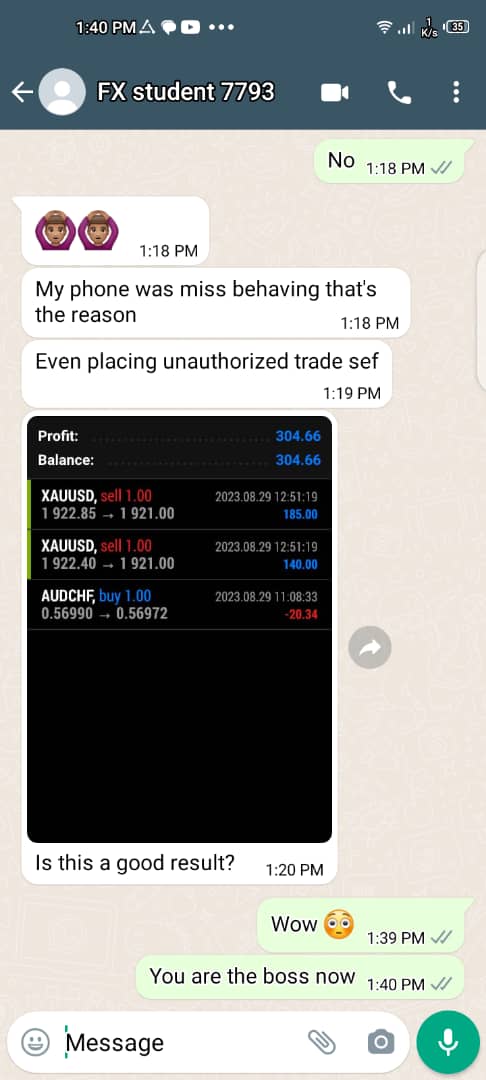 1:40 PM
1
K/s
35
FX student 7793
No 1:18 PM
🙆🏽🙆🏽 1:18 PM
My phone was miss behaving that's
the reason
1:18 PM
Even placing unauthorized trade sef
1:19 PM
Profit: 304.66
Balance: 304.66
XAUUSD, sell 1.00 2023.08.29 12:51:19
1 922.85 → 1 921.00 185.00
XAUUSD, sell 1.00 2023.08.29 12:51:19
1 922.40 → 1 921.00 140.00
AUDCHF, buy 1.00 2023.08.29 11:08:33
0.56990 → 0.56972 -20.34
Is this a good result? 1:20 PM
Wow 😳 1:39 PM
You are the boss now 1:40 PM
Message